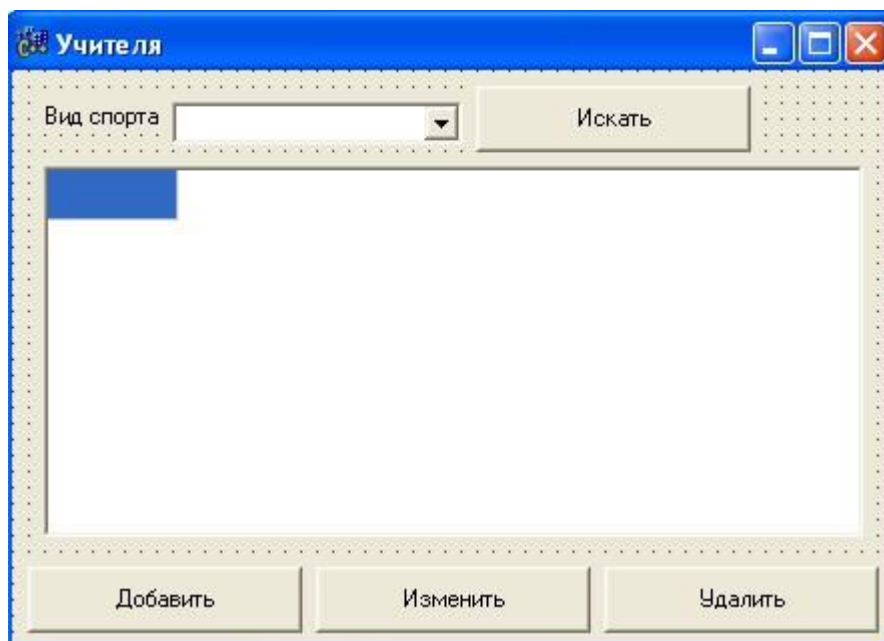 Учителя
Вид спорта Искать
Добавить Изменить Удалить